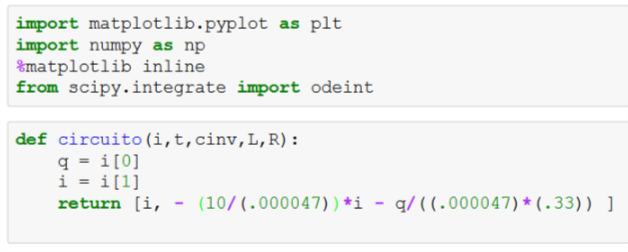 import matplotlib.pyplot as plt
import numpy as np
%matplotlib inline
from scipy.integrate import odeint
def circuito(i,t,cinv,L,R):
    q = i[0]
    i = i[1]
    return [i, - (10/(.000047))*i - q/((.000047)*(.33)) ]